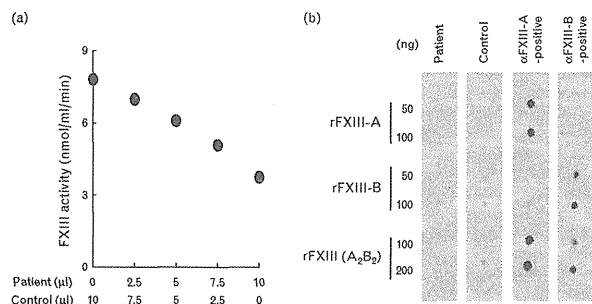 (a)
FXIII activity (nmol/ml/min)
9
6
3
0
Patient (µl) 0 2.5 5 7.5 10
Control (µl) 10 7.5 5 2.5 0
(b)
(ng)
Patient
Control
αFXIII-A
-positive
αFXIII-B
-positive
rFXIII-A
50
100
rFXIII-B
50
100
rFXIII (A₂B₂)
100
200